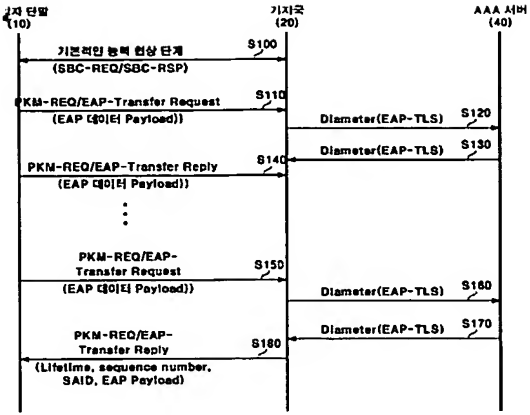 자 단말 기지국 AAA 서버
(10) (20) (40)
기본적인 능력 협상 단계 S100
(SBC-REQ/SBC-RSP)
PKM-REQ/EAP-Transfer Request S110
(EAP 데이터 Payload))
Diameter(EAP-TLS) S120
Diameter(EAP-TLS) S130
PKM-REQ/EAP-Transfer Reply S140
(EAP 데이터 Payload))
PKM-REQ/EAP-
Transfer Request S150
(EAP 데이터 Payload))
Diameter(EAP-TLS) S160
Diameter(EAP-TLS) S170
PKM-REQ/EAP-
Transfer Reply S180
(Lifetime, sequence number,
SAID, EAP Payload)